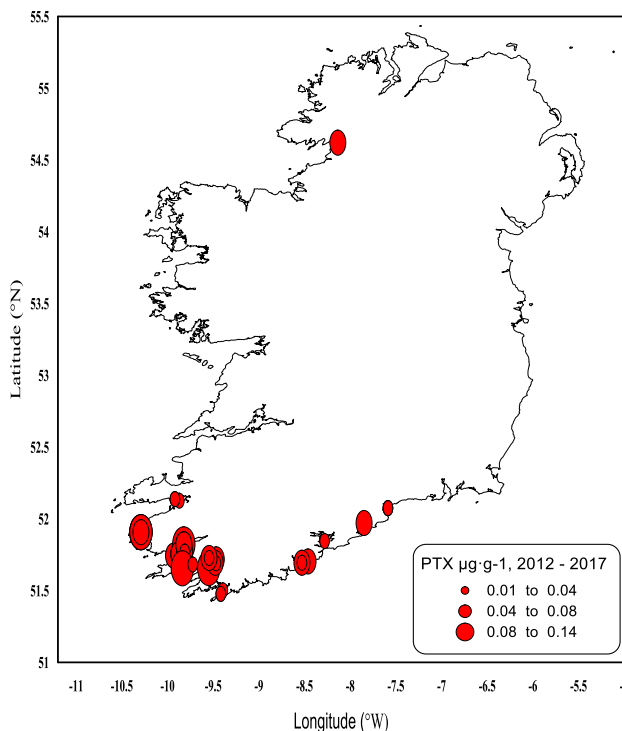 55.5
55
54.5
54
53.5
53
52.5
52
51.5
51
Latitude (°N)
-11 -10.5 -10 -9.5 -9 -8.5 -8 -7.5 -7 -6.5 -6 -5.5 -5
Longitude (°W)
PTX µg·g-1, 2012 - 2017
0.01 to 0.04
0.04 to 0.08
0.08 to 0.14